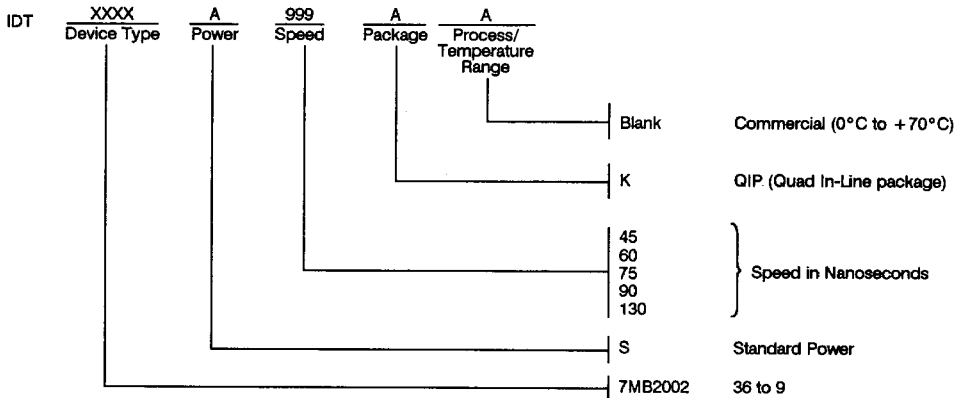 IDT XXXX A 999 A A
Device Type Power Speed Package Process/
Temperature
Range
Blank Commercial (0°C to +70°C)
K QIP (Quad In-Line package)
45
60
75 Speed in Nanoseconds
90
130
S Standard Power
7MB2002 36 to 9